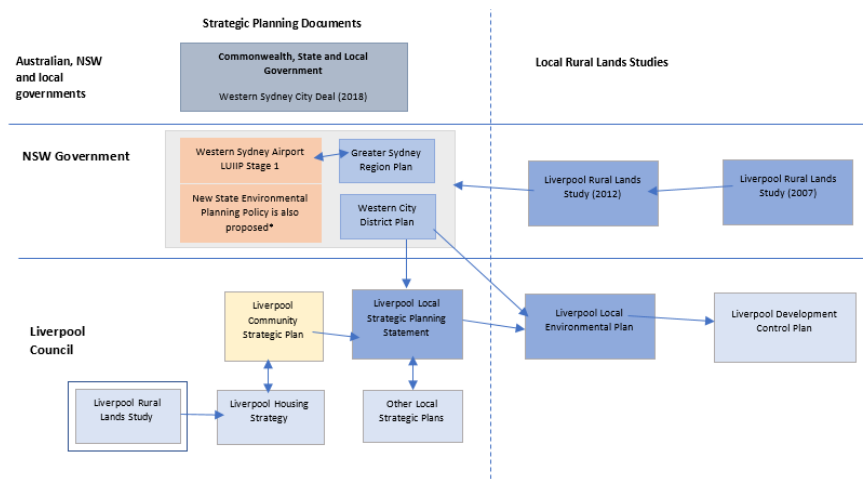 Strategic Planning Documents
Australian, NSW
and local
governments
Commonwealth, State and Local
Government
Western Sydney City Deal (2018)
Local Rural Lands Studies
NSW Government
Western Sydney Airport
LUIIP Stage 1
Greater Sydney
Region Plan
New State Environmental
Planning Policy is also
proposed*
Western City
District Plan
Liverpool Rural Lands
Study (2012)
Liverpool Rural Lands
Study (2007)
Liverpool
Council
Liverpool
Community
Strategic Plan
Liverpool Local
Strategic Planning
Statement
Liverpool Local
Environmental Plan
Liverpool Development
Control Plan
Liverpool Rural
Lands Study
Liverpool Housing
Strategy
Other Local
Strategic Plans